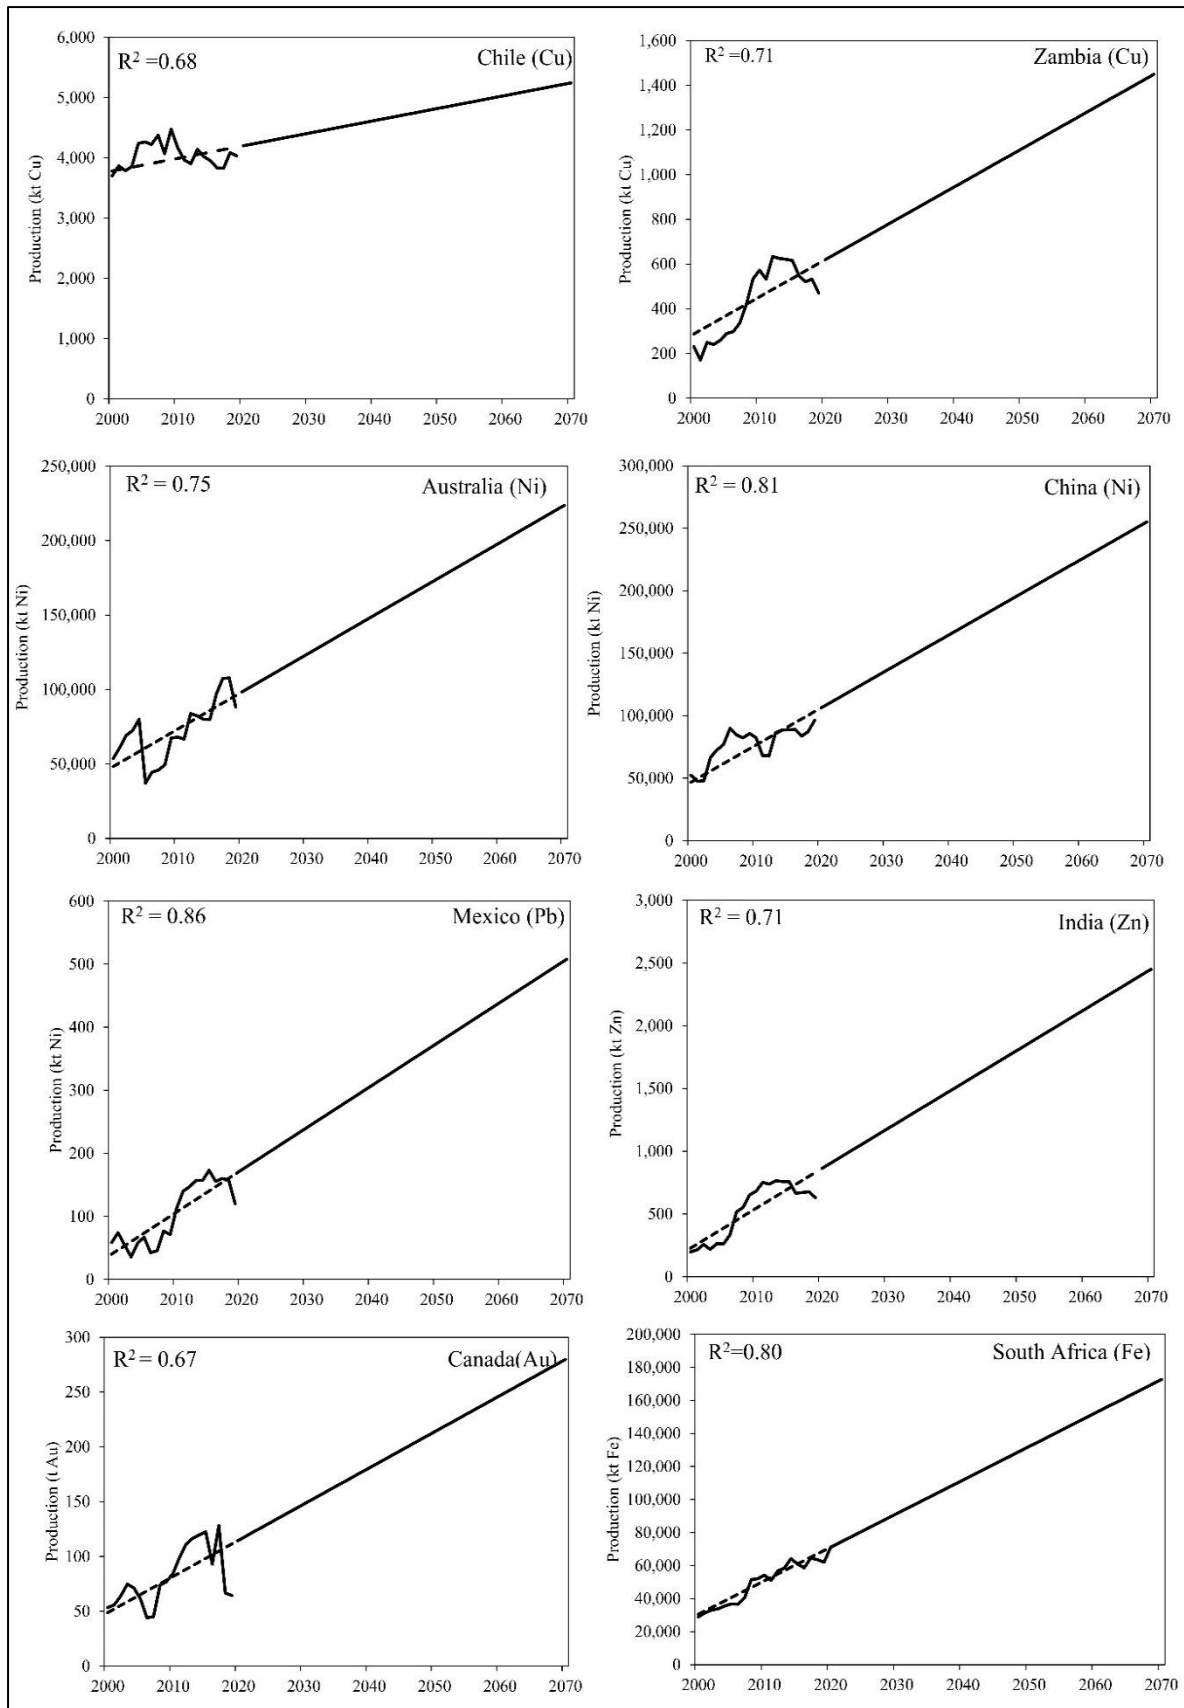 R² =0.68
Chile (Cu)
Production (kt Cu)
6,000
5,000
4,000
3,000
2,000
1,000
0
2000 2010 2020 2030 2040 2050 2060 2070
R² =0.71
Zambia (Cu)
Production (kt Cu)
1,600
1,400
1,200
1,000
800
600
400
200
0
2000 2010 2020 2030 2040 2050 2060 2070
R² = 0.75
Australia (Ni)
Production (kt Ni)
250,000
200,000
150,000
100,000
50,000
0
2000 2010 2020 2030 2040 2050 2060 2070
R² = 0.81
China (Ni)
Production (kt Ni)
300,000
250,000
200,000
150,000
100,000
50,000
0
2000 2010 2020 2030 2040 2050 2060 2070
R² = 0.86
Mexico (Pb)
Production (kt Ni)
600
500
400
300
200
100
0
2000 2010 2020 2030 2040 2050 2060 2070
R² = 0.71
India (Zn)
Production (kt Zn)
3,000
2,500
2,000
1,500
1,000
500
0
2000 2010 2020 2030 2040 2050 2060 2070
R² = 0.67
Canada(Au)
Production (t Au)
300
250
200
150
100
50
0
2000 2010 2020 2030 2040 2050 2060 2070
R²=0.80
South Africa (Fe)
Production (kt Fe)
200,000
180,000
160,000
140,000
120,000
100,000
80,000
60,000
40,000
20,000
0
2000 2010 2020 2030 2040 2050 2060 2070